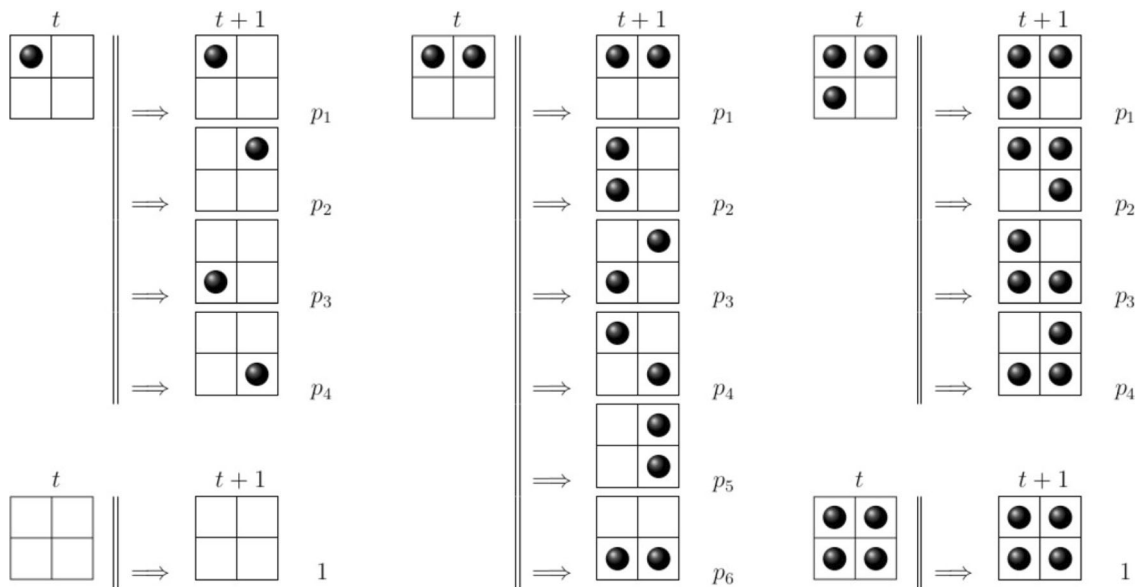 t t + 1 t t + 1 t t + 1
⟹ p₁ ⟹ p₁ ⟹ p₁
⟹ p₂ ⟹ p₂ ⟹ p₂
⟹ p₃ ⟹ p₃ ⟹ p₃
⟹ p₄ ⟹ p₄ ⟹ p₄
t t + 1 ⟹ p₅ t t + 1
⟹ 1 ⟹ p₆ ⟹ 1